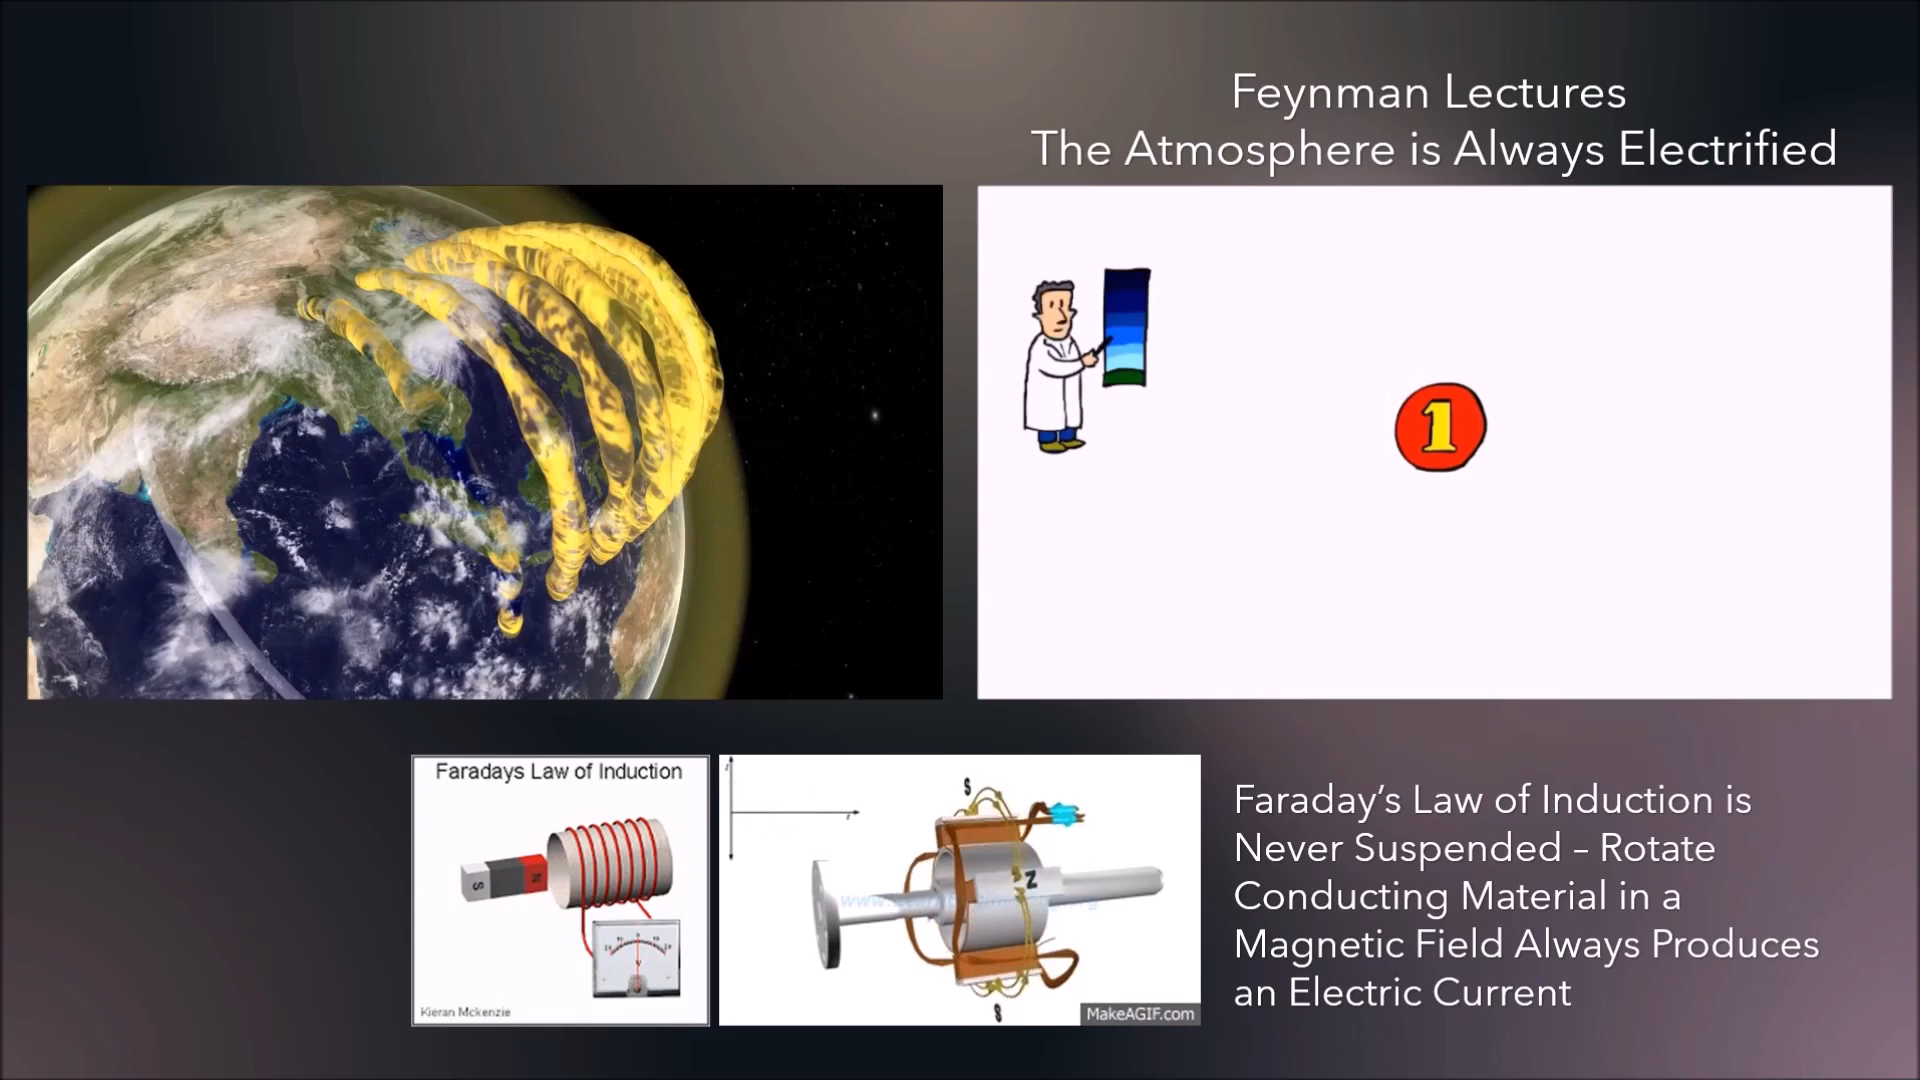 Feynman Lectures
The Atmosphere is Always Electrified
1
Faradays Law of Induction
S
N
Kieran Mckenzie
S
N
S
MakeAGIF.com
Faraday’s Law of Induction is
Never Suspended – Rotate
Conducting Material in a
Magnetic Field Always Produces
an Electric Current